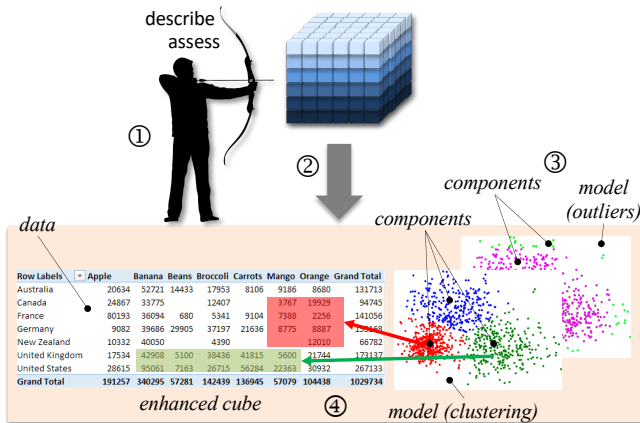 describe
assess
①
②
③
components
model
(outliers)
components
data
Row Labels Apple Banana Beans Broccoli Carrots Mango Orange Grand Total
Australia 20634 52721 14433 17953 8106 9186 8680 131713
Canada 24867 33775 12407 3767 19929 94745
France 80193 36094 680 5341 9104 7388 2256 141056
Germany 9082 39686 29905 37197 21636 8775 8887
New Zealand 10332 40050 4390 12010 66782
United Kingdom 17534 42908 5100 38436 41815 5600 21744 173137
United States 28615 95061 7163 26715 56284 22363 30932 267133
Grand Total 191257 340295 57281 142439 136945 57079 104438 1029734
enhanced cube
④
model (clustering)